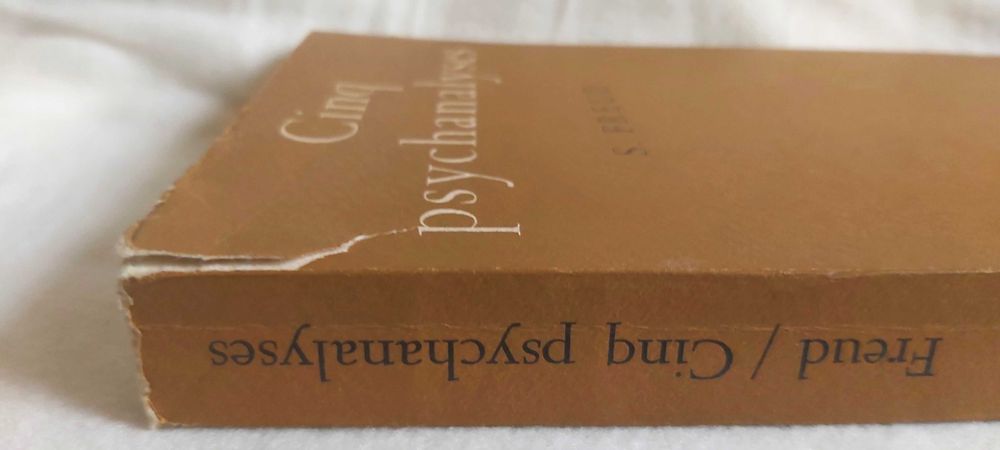 Cinq
psychanalyses
S. FREUD
Freud / Cinq psychanalyses